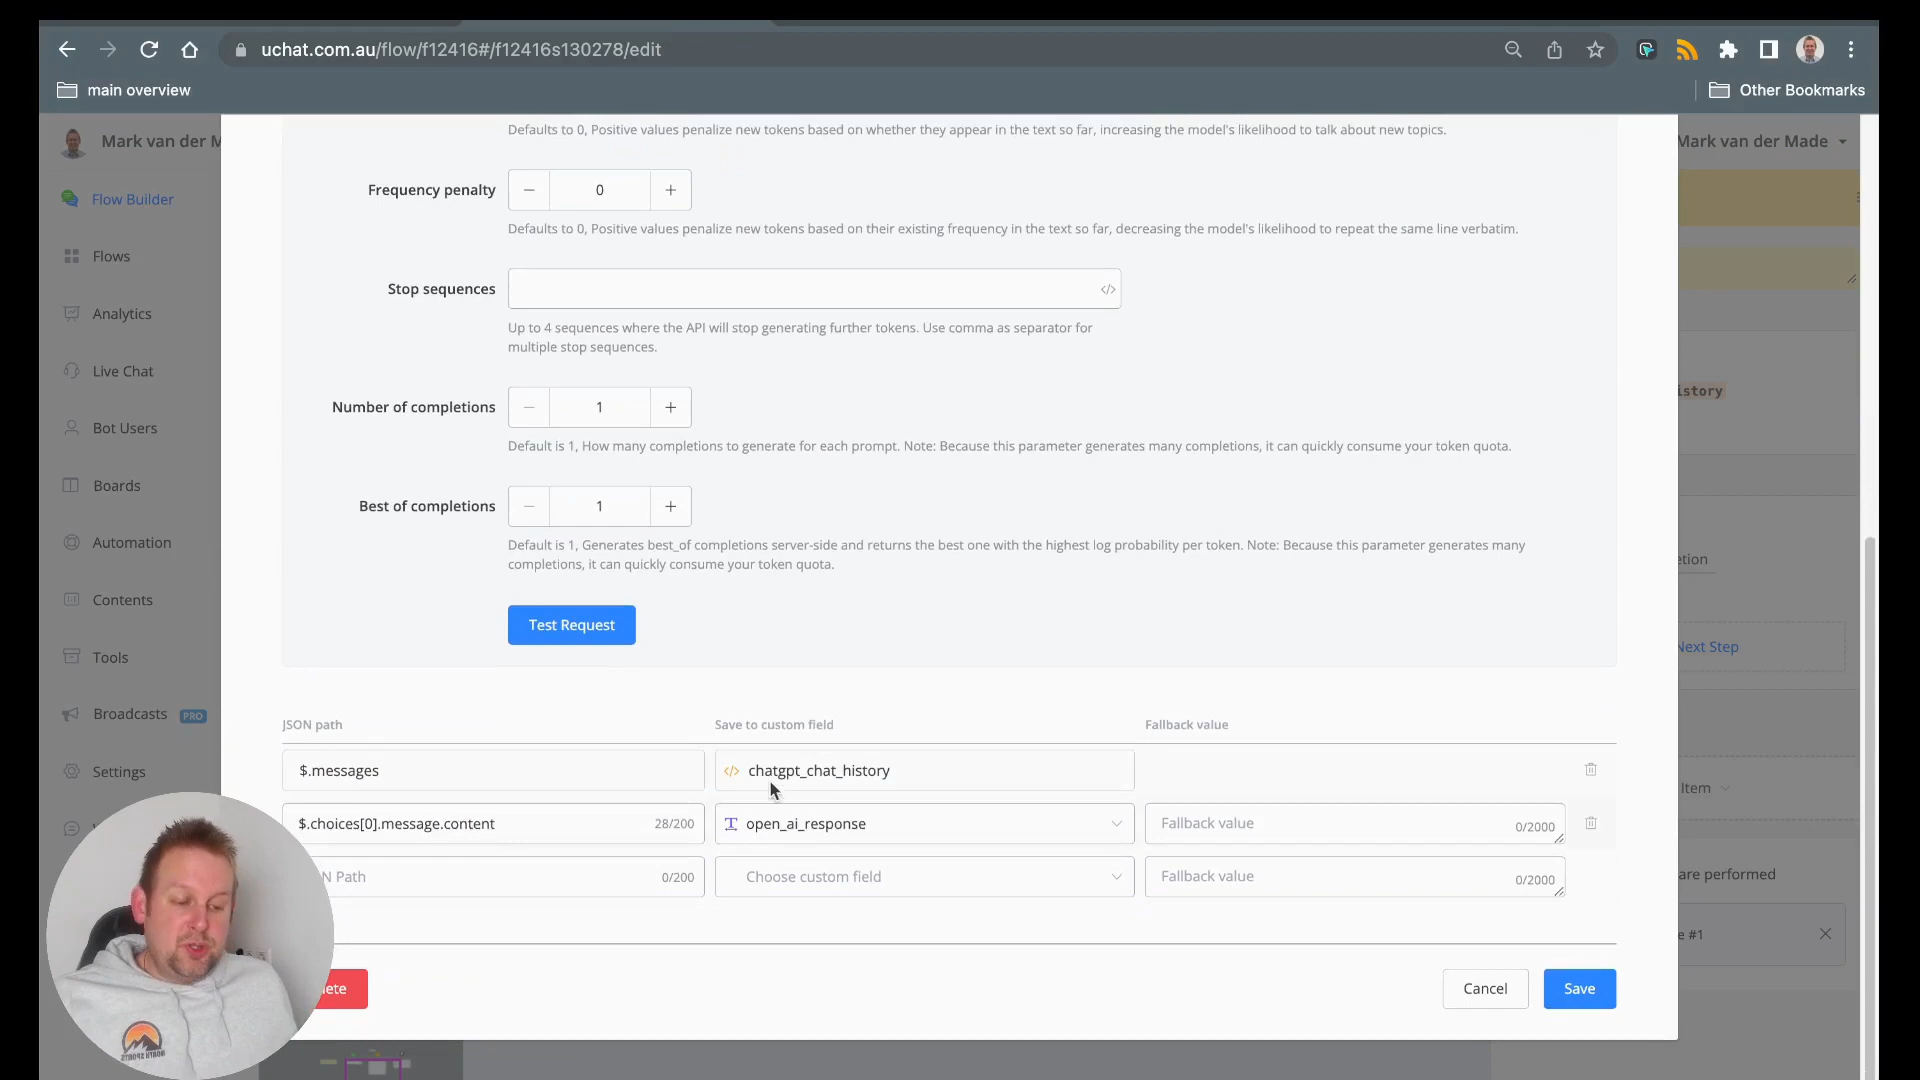 uchat.com.au/flow/f12416#/f12416s130278/edit
main overview
Other Bookmarks
Mark van der M
Mark van der Made
Flow Builder
Flows
Analytics
Live Chat
Bot Users
Boards
Automation
Contents
Tools
Broadcasts PRO
Settings
Defaults to 0, Positive values penalize new tokens based on whether they appear in the text so far, increasing the model's likelihood to talk about new topics.
Frequency penalty
0
Defaults to 0, Positive values penalize new tokens based on their existing frequency in the text so far, decreasing the model's likelihood to repeat the same line verbatim.
Stop sequences
Up to 4 sequences where the API will stop generating further tokens. Use comma as separator for
multiple stop sequences.
Number of completions
1
Default is 1, How many completions to generate for each prompt. Note: Because this parameter generates many completions, it can quickly consume your token quota.
Best of completions
1
Default is 1, Generates best_of completions server-side and returns the best one with the highest log probability per token. Note: Because this parameter generates many
completions, it can quickly consume your token quota.
Test Request
JSON path
Save to custom field
Fallback value
$.messages
chatgpt_chat_history
$.choices[0].message.content
28/200
open_ai_response
Fallback value
0/2000
N Path
0/200
Choose custom field
Fallback value
0/2000
ete
Cancel
Save
istory
etion
Next Step
Item
are performed
e #1
NORTH SPORTS